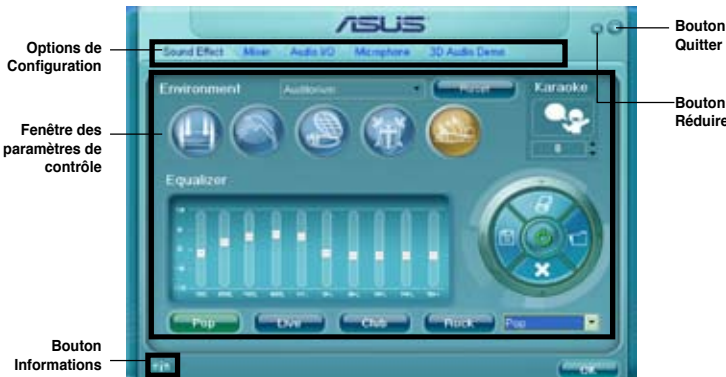 ASUS
Bouton
Quitter
Options de
Configuration
Sound Effect Mixer Audio I/O Microphone 3D Audio Demo
Environment Auditorium Reset Karaoke
Bouton
Réduire
Fenêtre des
paramètres de
contrôle
Equalizer
Pop Live Club Rock Pop
Bouton
Informations
OK